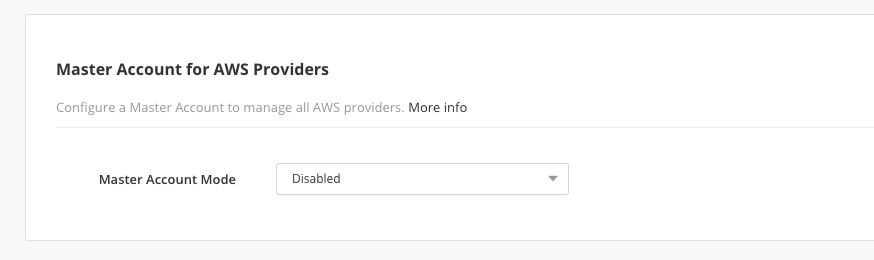 Master Account for AWS Providers
Configure a Master Account to manage all AWS providers. More info
Master Account Mode Disabled